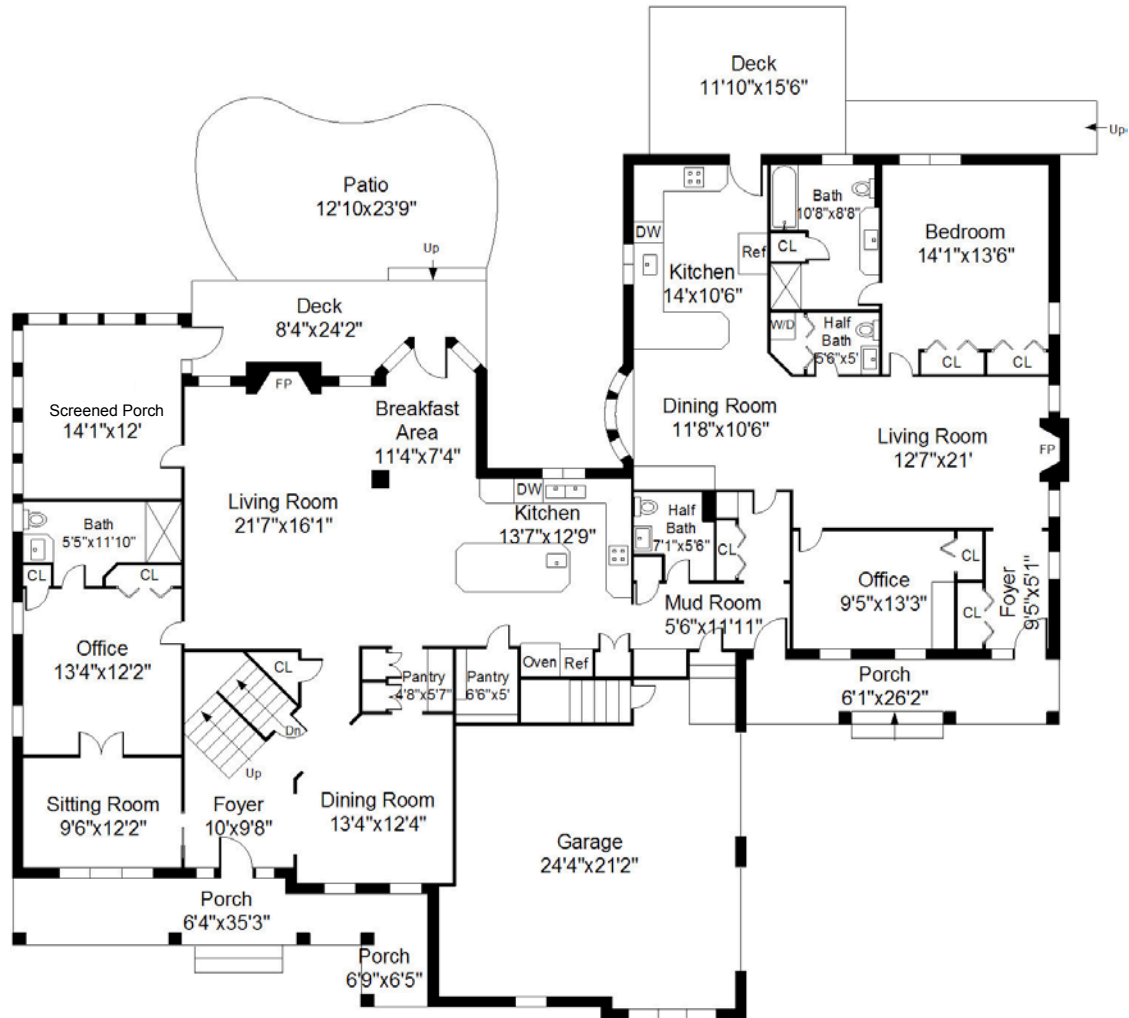 Deck
11'10"x15'6"
Up
Patio
12'10x23'9"
Up
Deck
8'4"x24'2"
FP
Screened Porch
14'1"x12'
Breakfast
Area
11'4"x7'4"
Living Room
21'7"x16'1"
DW
Kitchen
13'7"x12'9"
Bath
5'5"x11'10"
CL
CL
Office
13'4"x12'2"
CL
Dn
Up
Sitting Room
9'6"x12'2"
Foyer
10'x9'8"
Dining Room
13'4"x12'4"
Pantry
4'8"x5'7"
Pantry
6'6"x5'
Oven
Ref
Porch
6'4"x35'3"
Porch
6'9"x6'5"
Garage
24'4"x21'2"
DW
Kitchen
14'x10'6"
Ref
Bath
10'8"x8'8"
CL
W/D
Half
Bath
5'6"x5'
Bedroom
14'1"x13'6"
CL
CL
Dining Room
11'8"x10'6"
Living Room
12'7"x21'
FP
Half
Bath
7'1"x5'6"
CL
Mud Room
5'6"x11'11"
Office
9'5"x13'3"
CL
CL
Foyer
9'5"x5'1"
Porch
6'1"x26'2"